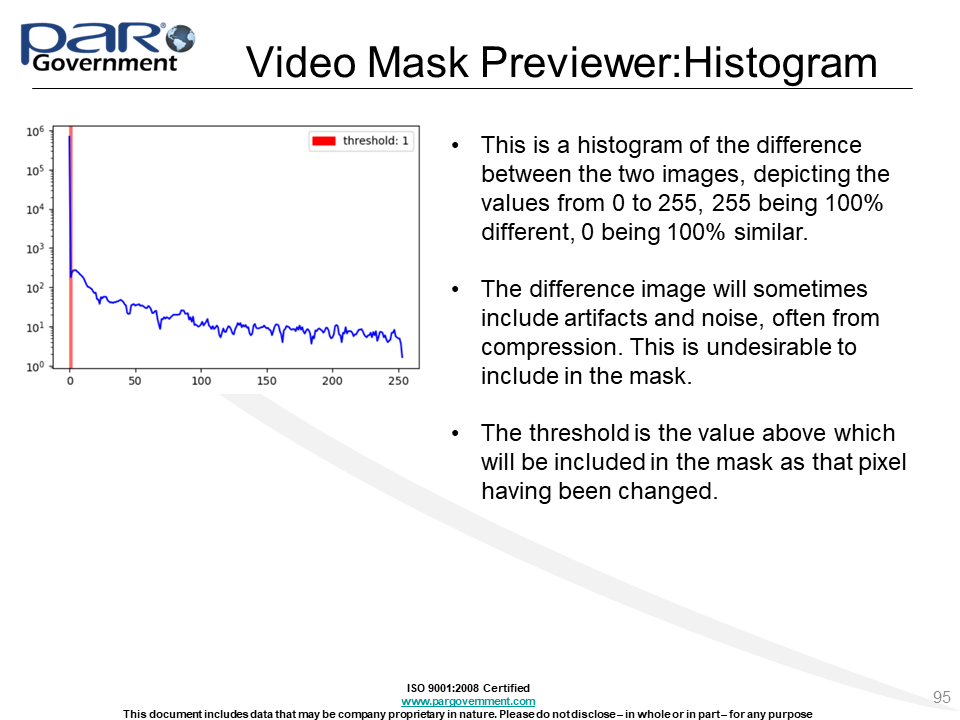 PAR®
Government
Video Mask Previewer:Histogram
10^6
10^5
10^4
10^3
10^2
10^1
10^0
0 50 100 150 200 250
threshold: 1
• This is a histogram of the difference
between the two images, depicting the
values from 0 to 255, 255 being 100%
different, 0 being 100% similar.
• The difference image will sometimes
include artifacts and noise, often from
compression. This is undesirable to
include in the mask.
• The threshold is the value above which
will be included in the mask as that pixel
having been changed.
ISO 9001:2008 Certified
www.pargovernment.com
This document includes data that may be company proprietary in nature. Please do not disclose – in whole or in part – for any purpose
95